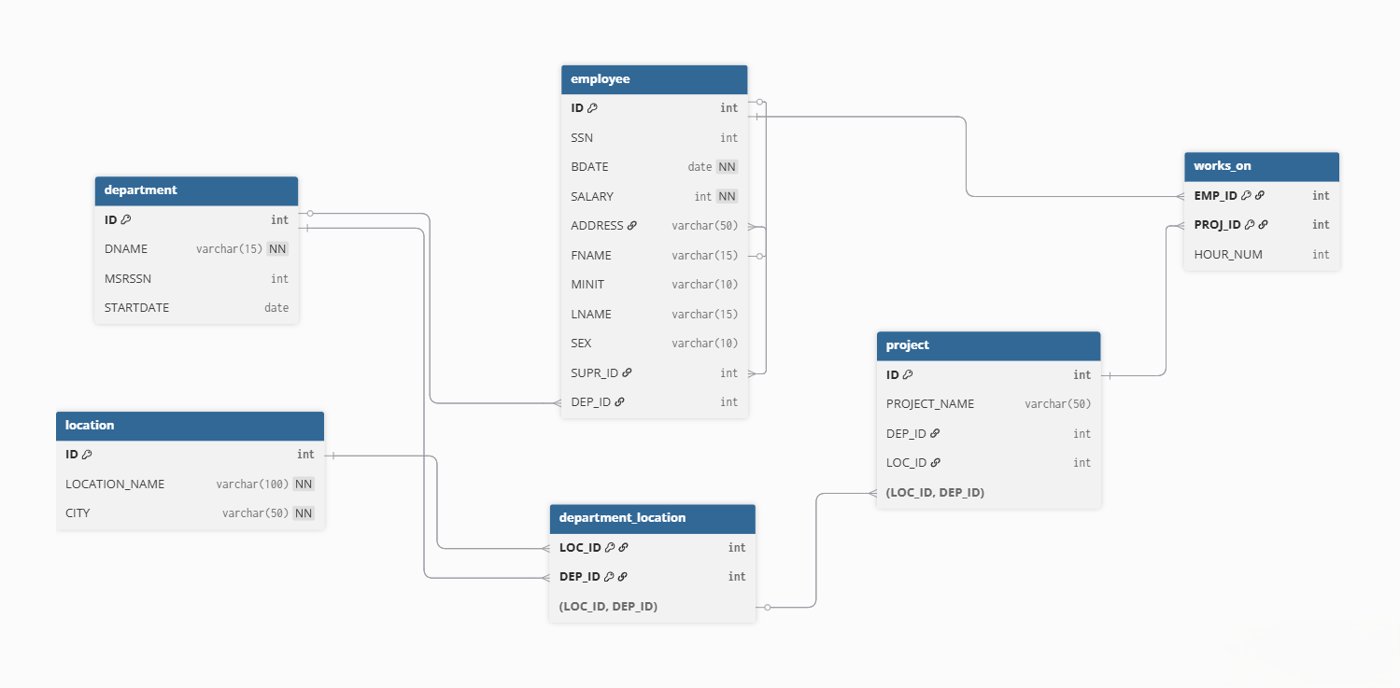 employee
ID int
SSN int
BDATE date NN
SALARY int NN
ADDRESS varchar(50)
FNAME varchar(15)
MINIT varchar(10)
LNAME varchar(15)
SEX varchar(10)
SUPR_ID int
DEP_ID int
works_on
EMP_ID int
PROJ_ID int
HOUR_NUM int
department
ID int
DNAME varchar(15) NN
MSRSSN int
STARTDATE date
project
ID int
PROJECT_NAME varchar(50)
DEP_ID int
LOC_ID int
(LOC_ID, DEP_ID)
location
ID int
LOCATION_NAME varchar(100) NN
CITY varchar(50) NN
department_location
LOC_ID int
DEP_ID int
(LOC_ID, DEP_ID)